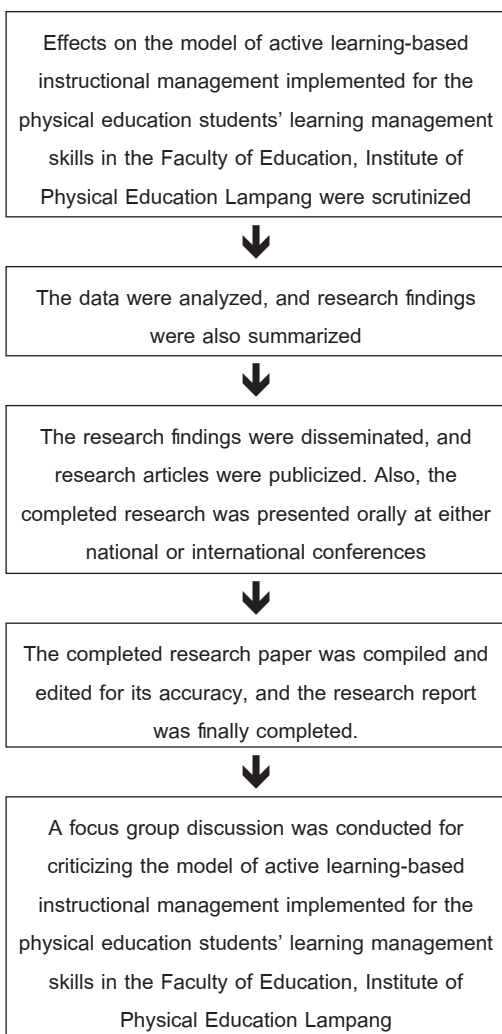 Effects on the model of active learning-based
instructional management implemented for the
physical education students' learning management
skills in the Faculty of Education, Institute of
Physical Education Lampang were scrutinized
The data were analyzed, and research findings
were also summarized
The research findings were disseminated, and
research articles were publicized. Also, the
completed research was presented orally at either
national or international conferences
The completed research paper was compiled and
edited for its accuracy, and the research report
was finally completed.
A focus group discussion was conducted for
criticizing the model of active learning-based
instructional management implemented for the
physical education students' learning management
skills in the Faculty of Education, Institute of
Physical Education Lampang